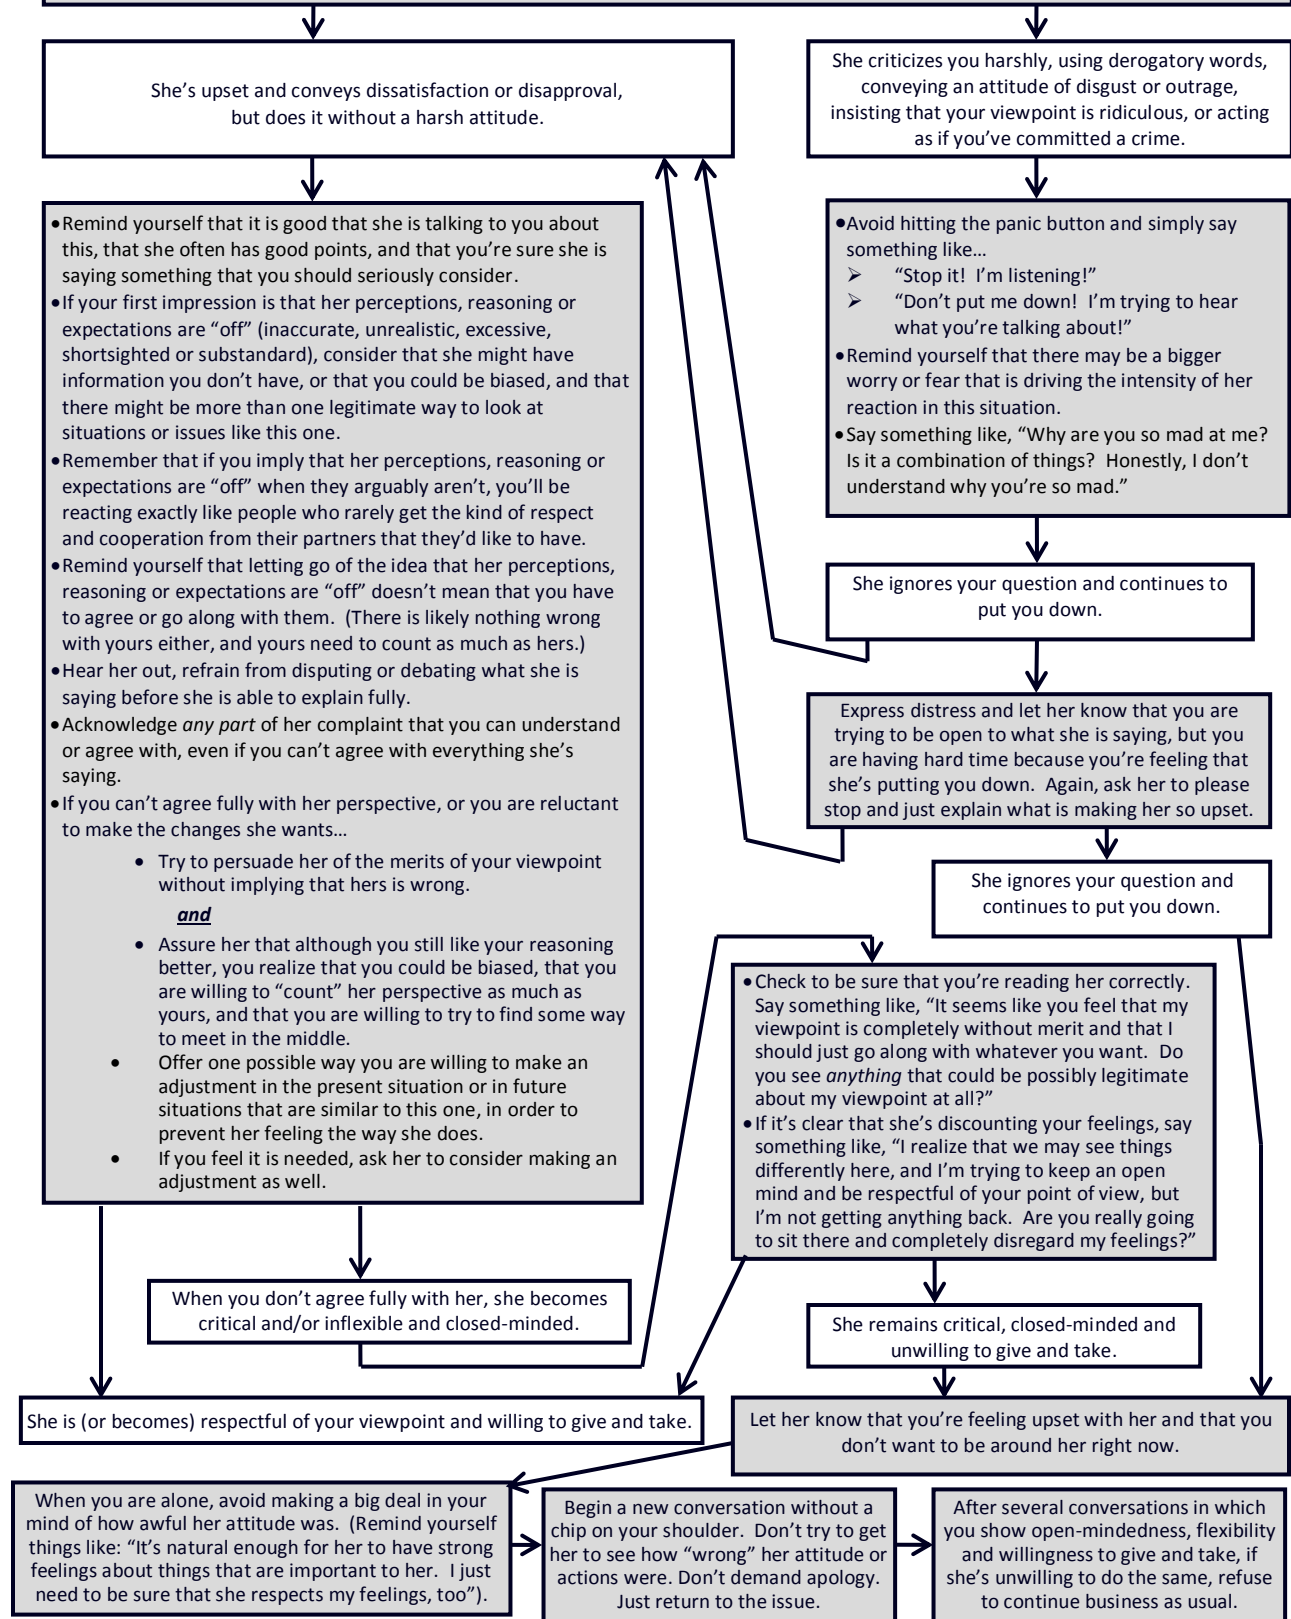 She's upset and conveys dissatisfaction or disapproval,
but does it without a harsh attitude.
She criticizes you harshly, using derogatory words,
conveying an attitude of disgust or outrage,
insisting that your viewpoint is ridiculous, or acting
as if you've committed a crime.
•Remind yourself that it is good that she is talking to you about
this, that she often has good points, and that you're sure she is
saying something that you should seriously consider.
•If your first impression is that her perceptions, reasoning or
expectations are “off” (inaccurate, unrealistic, excessive,
shortsighted or substandard), consider that she might have
information you don't have, or that you could be biased, and that
there might be more than one legitimate way to look at
situations or issues like this one.
•Remember that if you imply that her perceptions, reasoning or
expectations are “off” when they arguably aren't, you'll be
reacting exactly like people who rarely get the kind of respect
and cooperation from their partners that they'd like to have.
•Remind yourself that letting go of the idea that her perceptions,
reasoning or expectations are “off” doesn't mean that you have
to agree or go along with them.  (There is likely nothing wrong
with yours either, and yours need to count as much as hers.)
•Hear her out, refrain from disputing or debating what she is
saying before she is able to explain fully.
•Acknowledge any part of her complaint that you can understand
or agree with, even if you can't agree with everything she's
saying.
•If you can't agree fully with her perspective, or you are reluctant
to make the changes she wants…
• Try to persuade her of the merits of your viewpoint
without implying that hers is wrong.
and
• Assure her that although you still like your reasoning
better, you realize that you could be biased, that you
are willing to “count” her perspective as much as
yours, and that you are willing to try to find some way
to meet in the middle.
• Offer one possible way you are willing to make an
adjustment in the present situation or in future
situations that are similar to this one, in order to
prevent her feeling the way she does.
• If you feel it is needed, ask her to consider making an
adjustment as well.
•Avoid hitting the panic button and simply say
something like…
➢ “Stop it!  I'm listening!”
➢ “Don't put me down!  I'm trying to hear
what you're talking about!”
•Remind yourself that there may be a bigger
worry or fear that is driving the intensity of her
reaction in this situation.
•Say something like, “Why are you so mad at me?
Is it a combination of things?  Honestly, I don't
understand why you're so mad.”
She ignores your question and continues to
put you down.
Express distress and let her know that you are
trying to be open to what she is saying, but you
are having hard time because you're feeling that
she's putting you down.  Again, ask her to please
stop and just explain what is making her so upset.
She ignores your question and
continues to put you down.
•Check to be sure that you're reading her correctly.
Say something like, “It seems like you feel that my
viewpoint is completely without merit and that I
should just go along with whatever you want.  Do
you see anything that could be possibly legitimate
about my viewpoint at all?”
•If it's clear that she's discounting your feelings, say
something like, “I realize that we may see things
differently here, and I'm trying to keep an open
mind and be respectful of your point of view, but
I'm not getting anything back.  Are you really going
to sit there and completely disregard my feelings?”
When you don't agree fully with her, she becomes
critical and/or inflexible and closed-minded.
She remains critical, closed-minded and
unwilling to give and take.
She is (or becomes) respectful of your viewpoint and willing to give and take.
Let her know that you're feeling upset with her and that you
don't want to be around her right now.
When you are alone, avoid making a big deal in your
mind of how awful her attitude was.  (Remind yourself
things like: “It's natural enough for her to have strong
feelings about things that are important to her.  I just
need to be sure that she respects my feelings, too”).
Begin a new conversation without a
chip on your shoulder.  Don't try to get
her to see how “wrong” her attitude or
actions were. Don't demand apology.
Just return to the issue.
After several conversations in which
you show open-mindedness, flexibility
and willingness to give and take, if
she's unwilling to do the same, refuse
to continue business as usual.